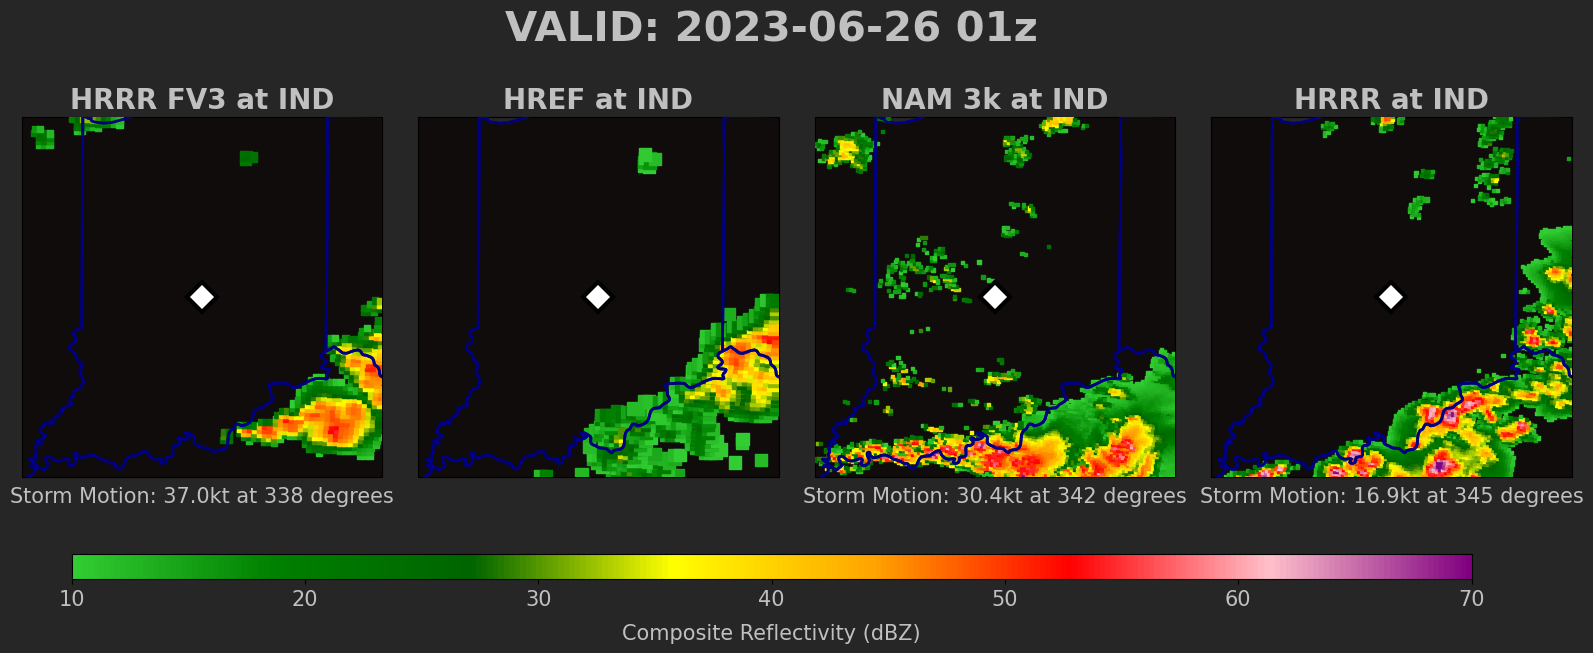 VALID: 2023-06-26 01z
HRRR FV3 at IND
HREF at IND
NAM 3k at IND
HRRR at IND
Storm Motion: 37.0kt at 338 degrees
Storm Motion: 30.4kt at 342 degrees
Storm Motion: 16.9kt at 345 degrees
10 20 30 40 50 60 70
Composite Reflectivity (dBZ)